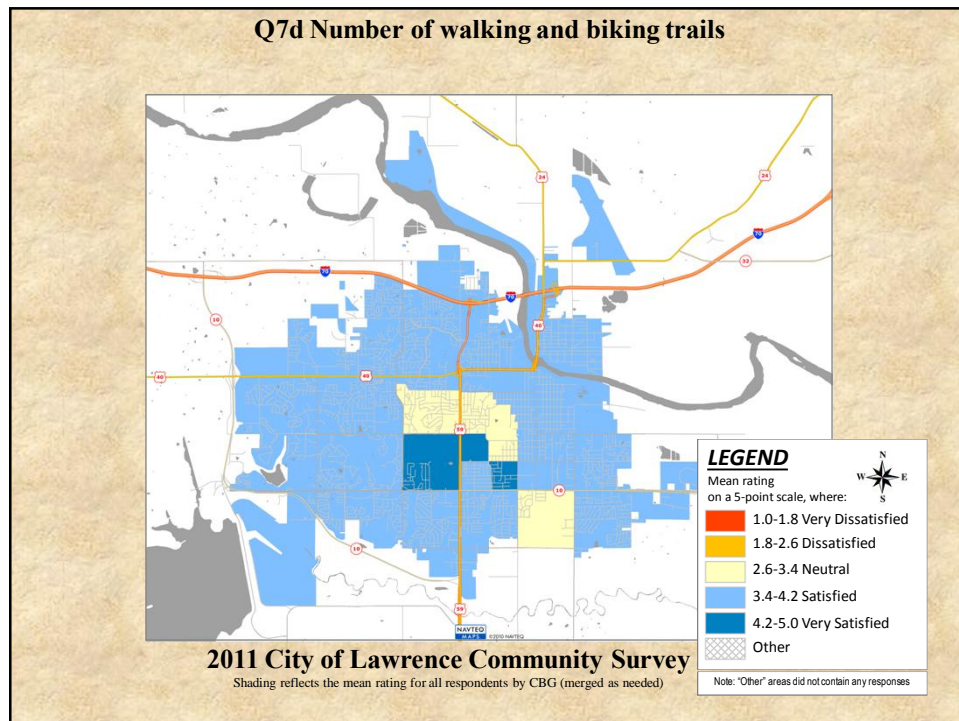 Q7d Number of walking and biking trails
24
24
70
70
32
10
70
40
40
40
59
10
10
59
NAVTEQ
MAPS
©2010 NAVTEQ
LEGEND
Mean rating
on a 5-point scale, where:
N
W E
S
1.0-1.8 Very Dissatisfied
1.8-2.6 Dissatisfied
2.6-3.4 Neutral
3.4-4.2 Satisfied
4.2-5.0 Very Satisfied
Other
2011 City of Lawrence Community Survey
Shading reflects the mean rating for all respondents by CBG (merged as needed)
Note: "Other" areas did not contain any responses